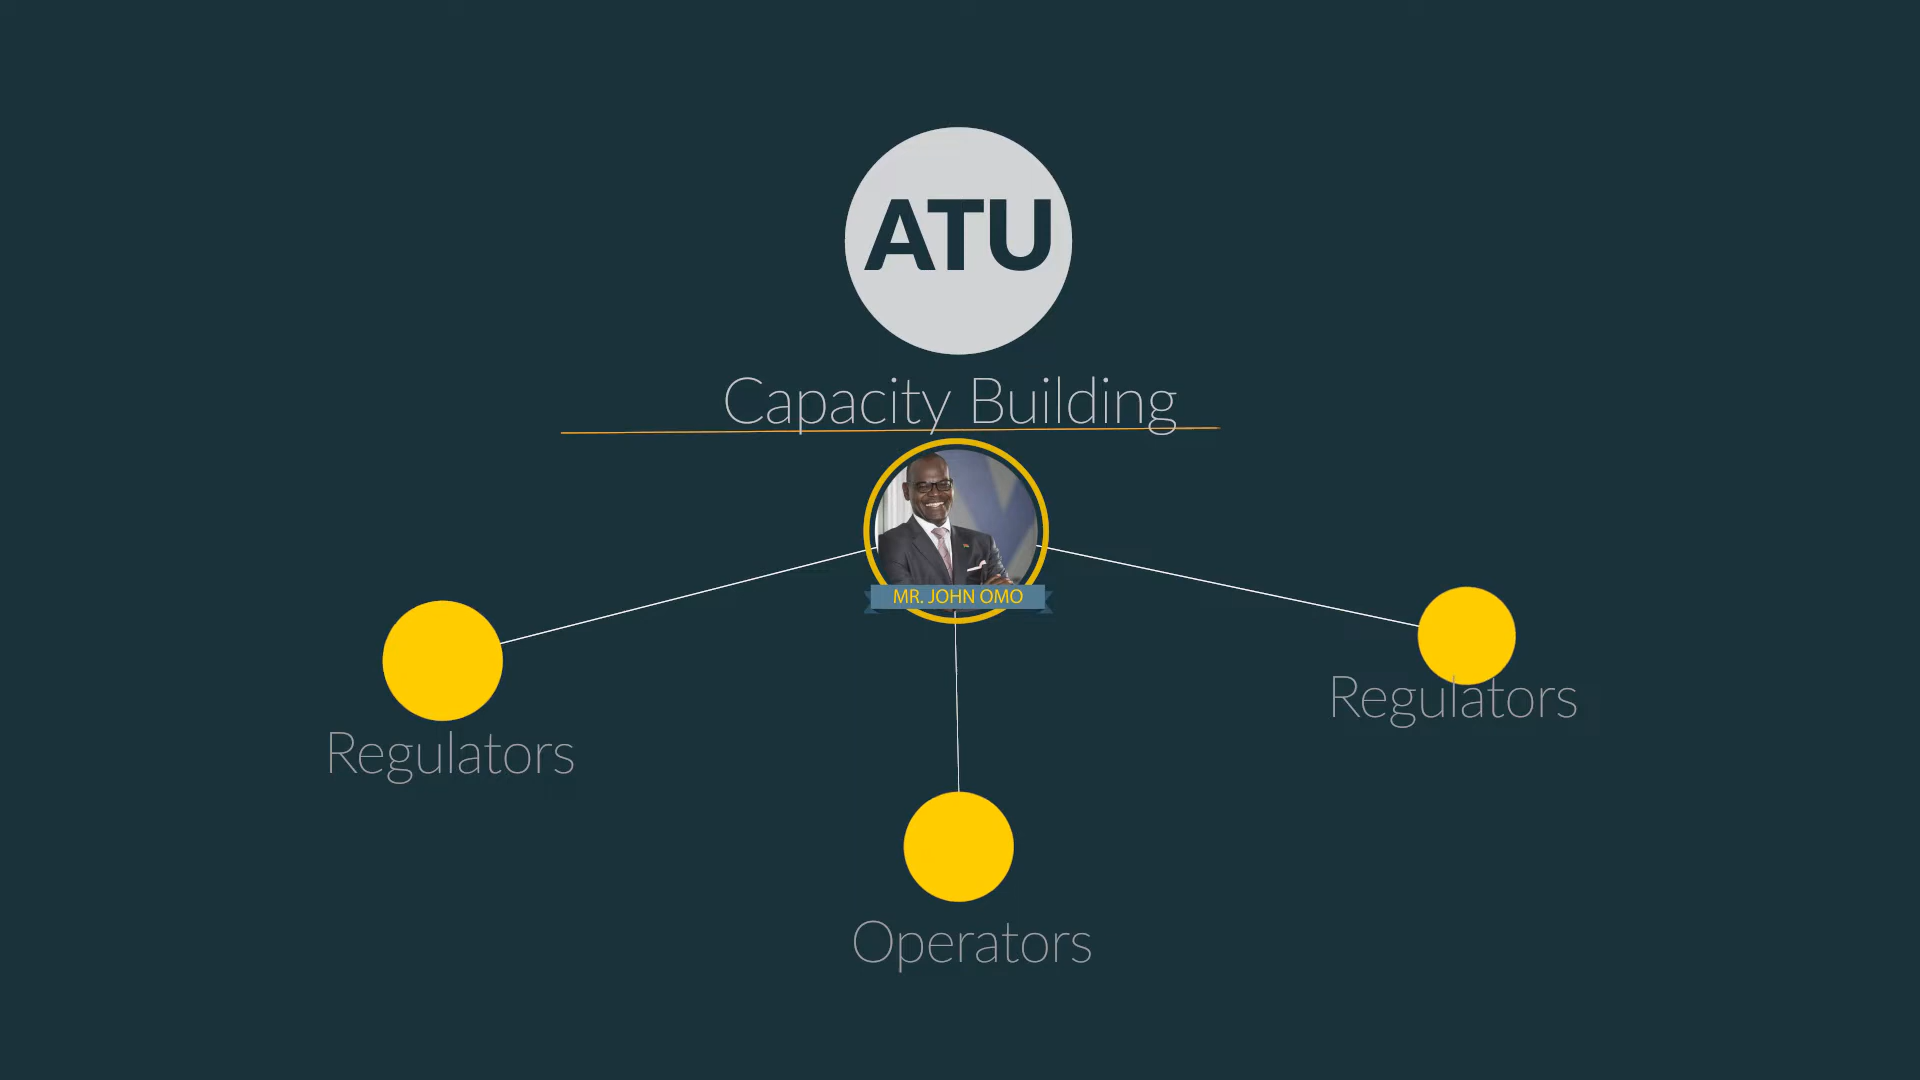 ATU
Capacity Building
MR. JOHN OMO
Regulators
Regulators
Operators